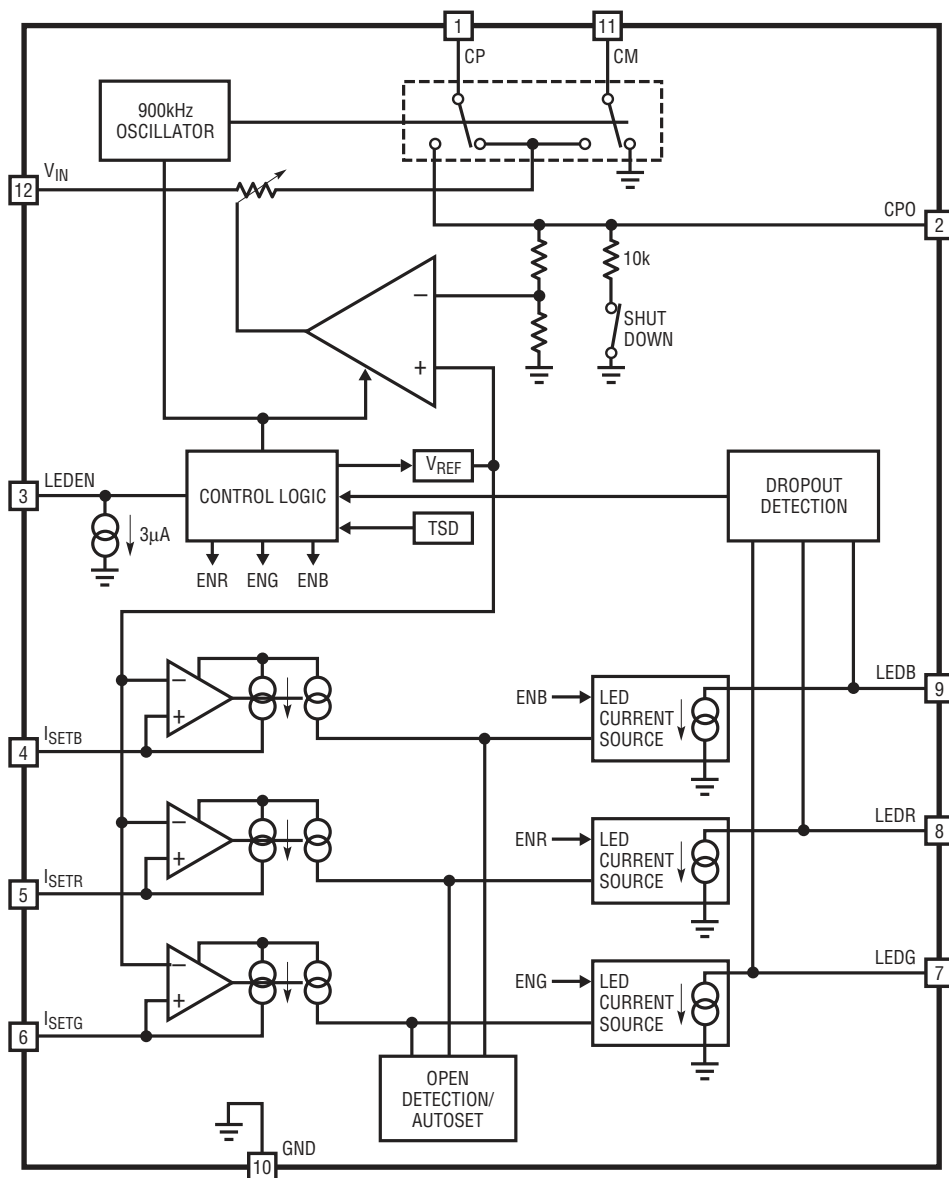 1
11
CP
CM
900kHz
OSCILLATOR
VIN
12
CPO
2
10k
–
+
SHUT
DOWN
3
LEDEN
3µA
CONTROL LOGIC
VREF
TSD
DROPOUT
DETECTION
ENR
ENG
ENB
–
+
4
ISETB
ENB
LED
CURRENT
SOURCE
LEDB
9
–
+
5
ISETR
ENR
LED
CURRENT
SOURCE
LEDR
8
–
+
6
ISETG
ENG
LED
CURRENT
SOURCE
LEDG
7
OPEN
DETECTION/
AUTOSET
GND
10